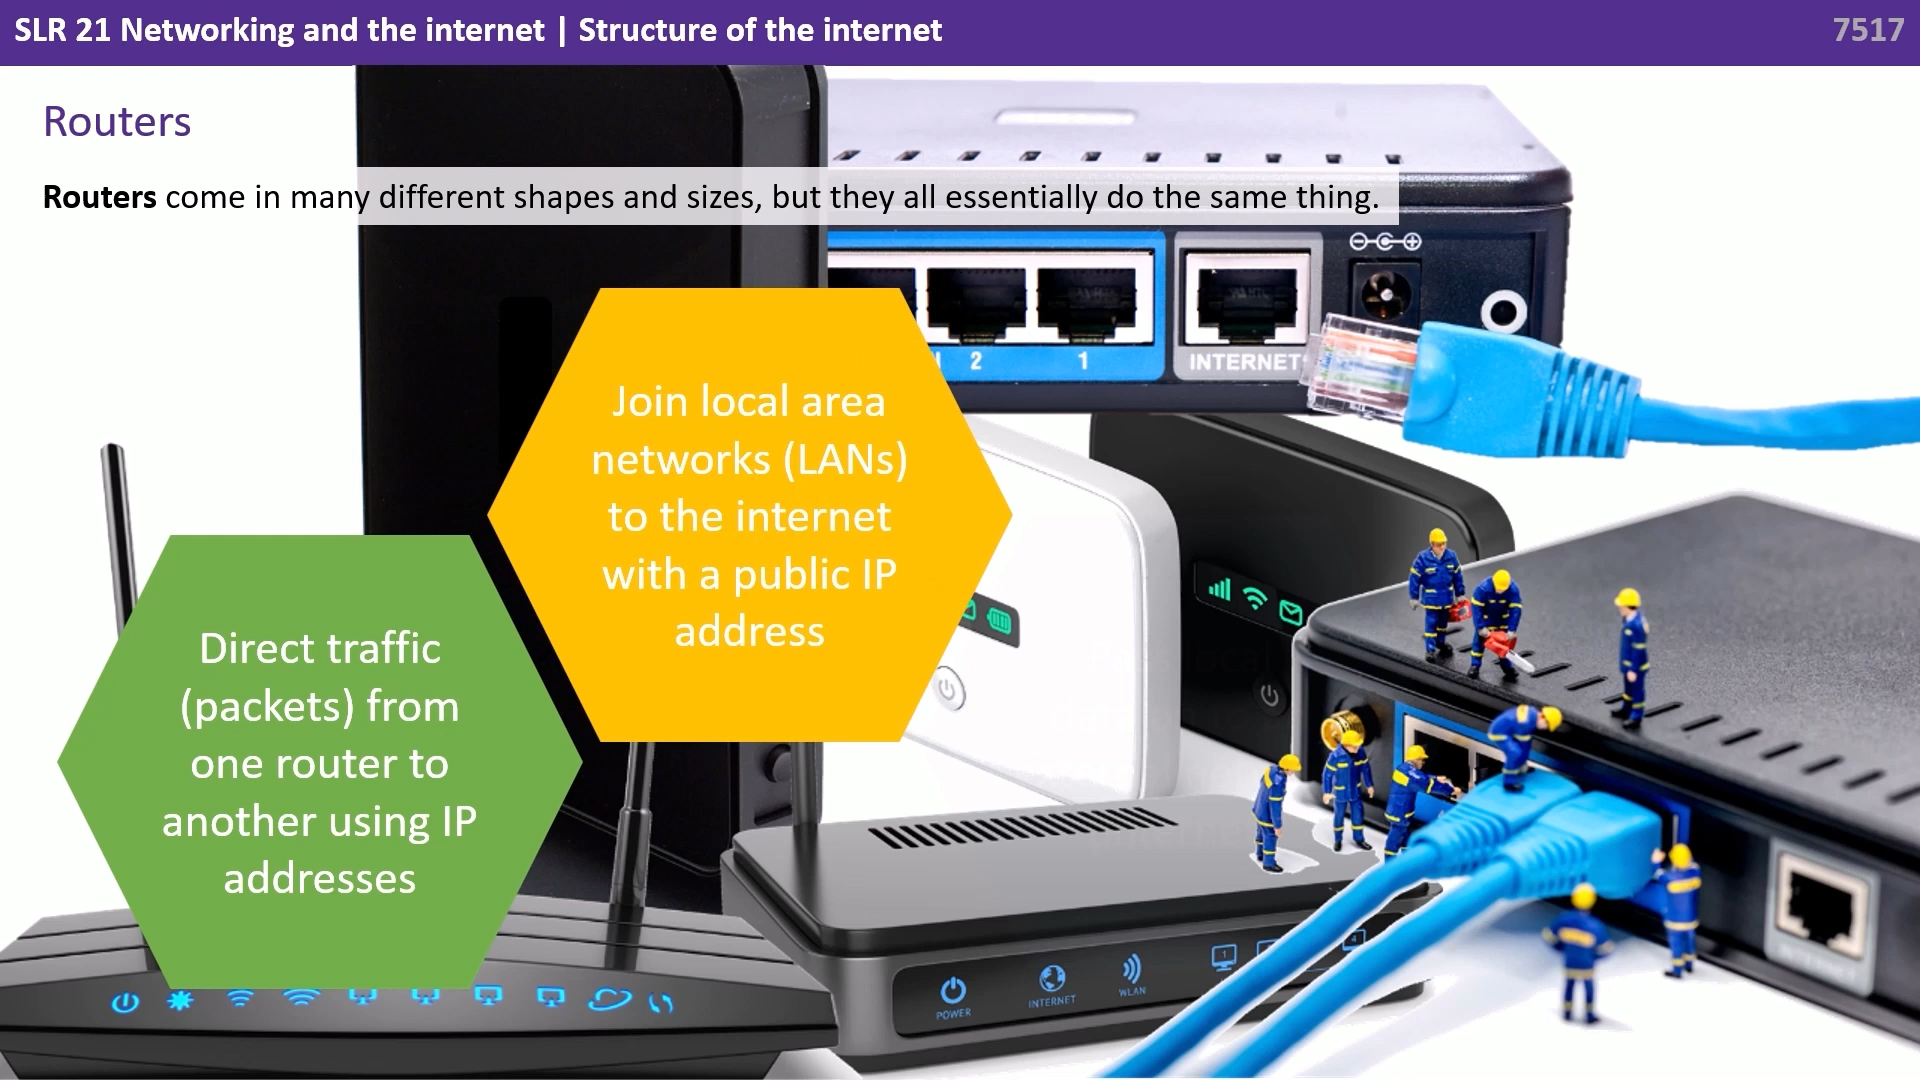 SLR 21 Networking and the internet | Structure of the internet
7517
Routers
Routers come in many different shapes and sizes, but they all essentially do the same thing.
2
1
INTERNET
Join local area
networks (LANs)
to the internet
with a public IP
address
Direct traffic
(packets) from
one router to
another using IP
addresses
1
4
POWER
INTERNET
WLAN